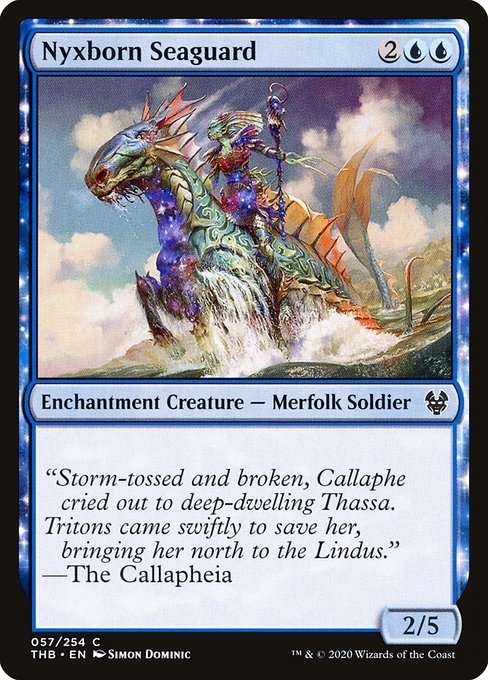 Nyxborn Seaguard 2
Enchantment Creature — Merfolk Soldier
“Storm-tossed and broken, Callaphe
cried out to deep-dwelling Thassa.
Tritons came swiftly to save her,
bringing her north to the Lindus.”
—The Callapheia
2/5
057/254 C
THB • EN Simon Dominic
™ & © 2020 Wizards of the Coast